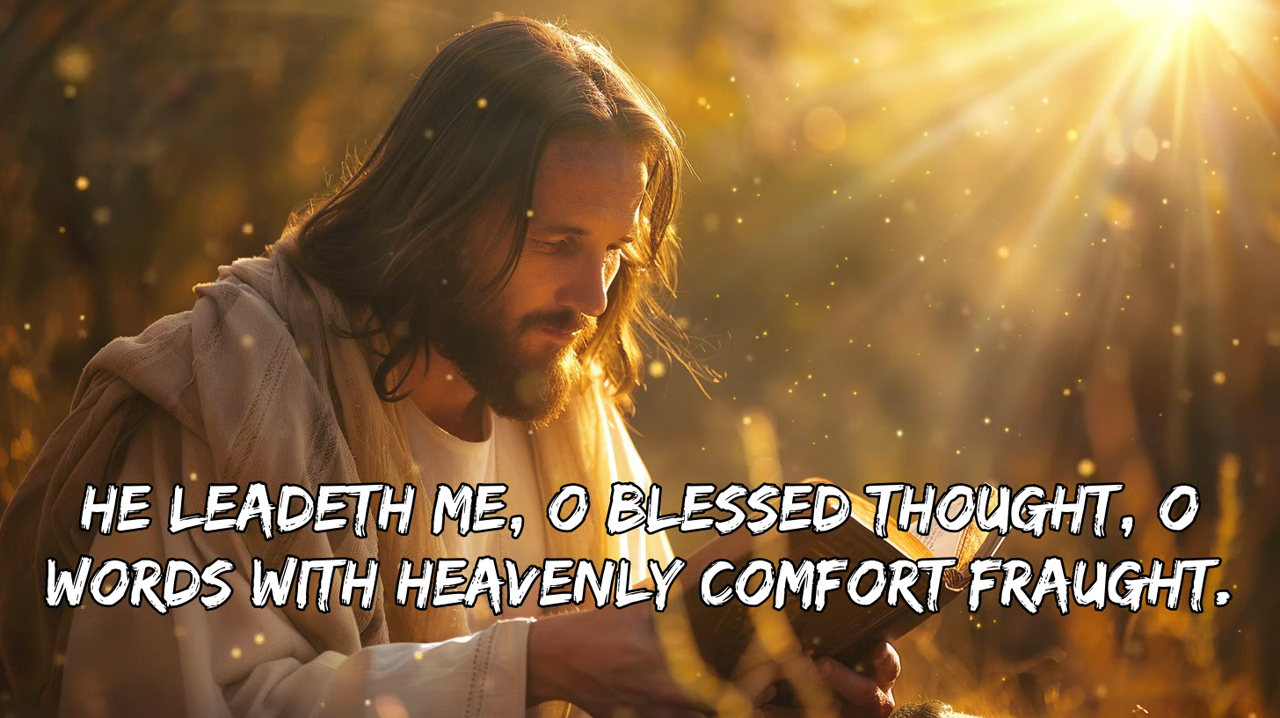 HE LEADETH ME, O BLESSED THOUGHT, O
WORDS WITH HEAVENLY COMFORT FRAUGHT.